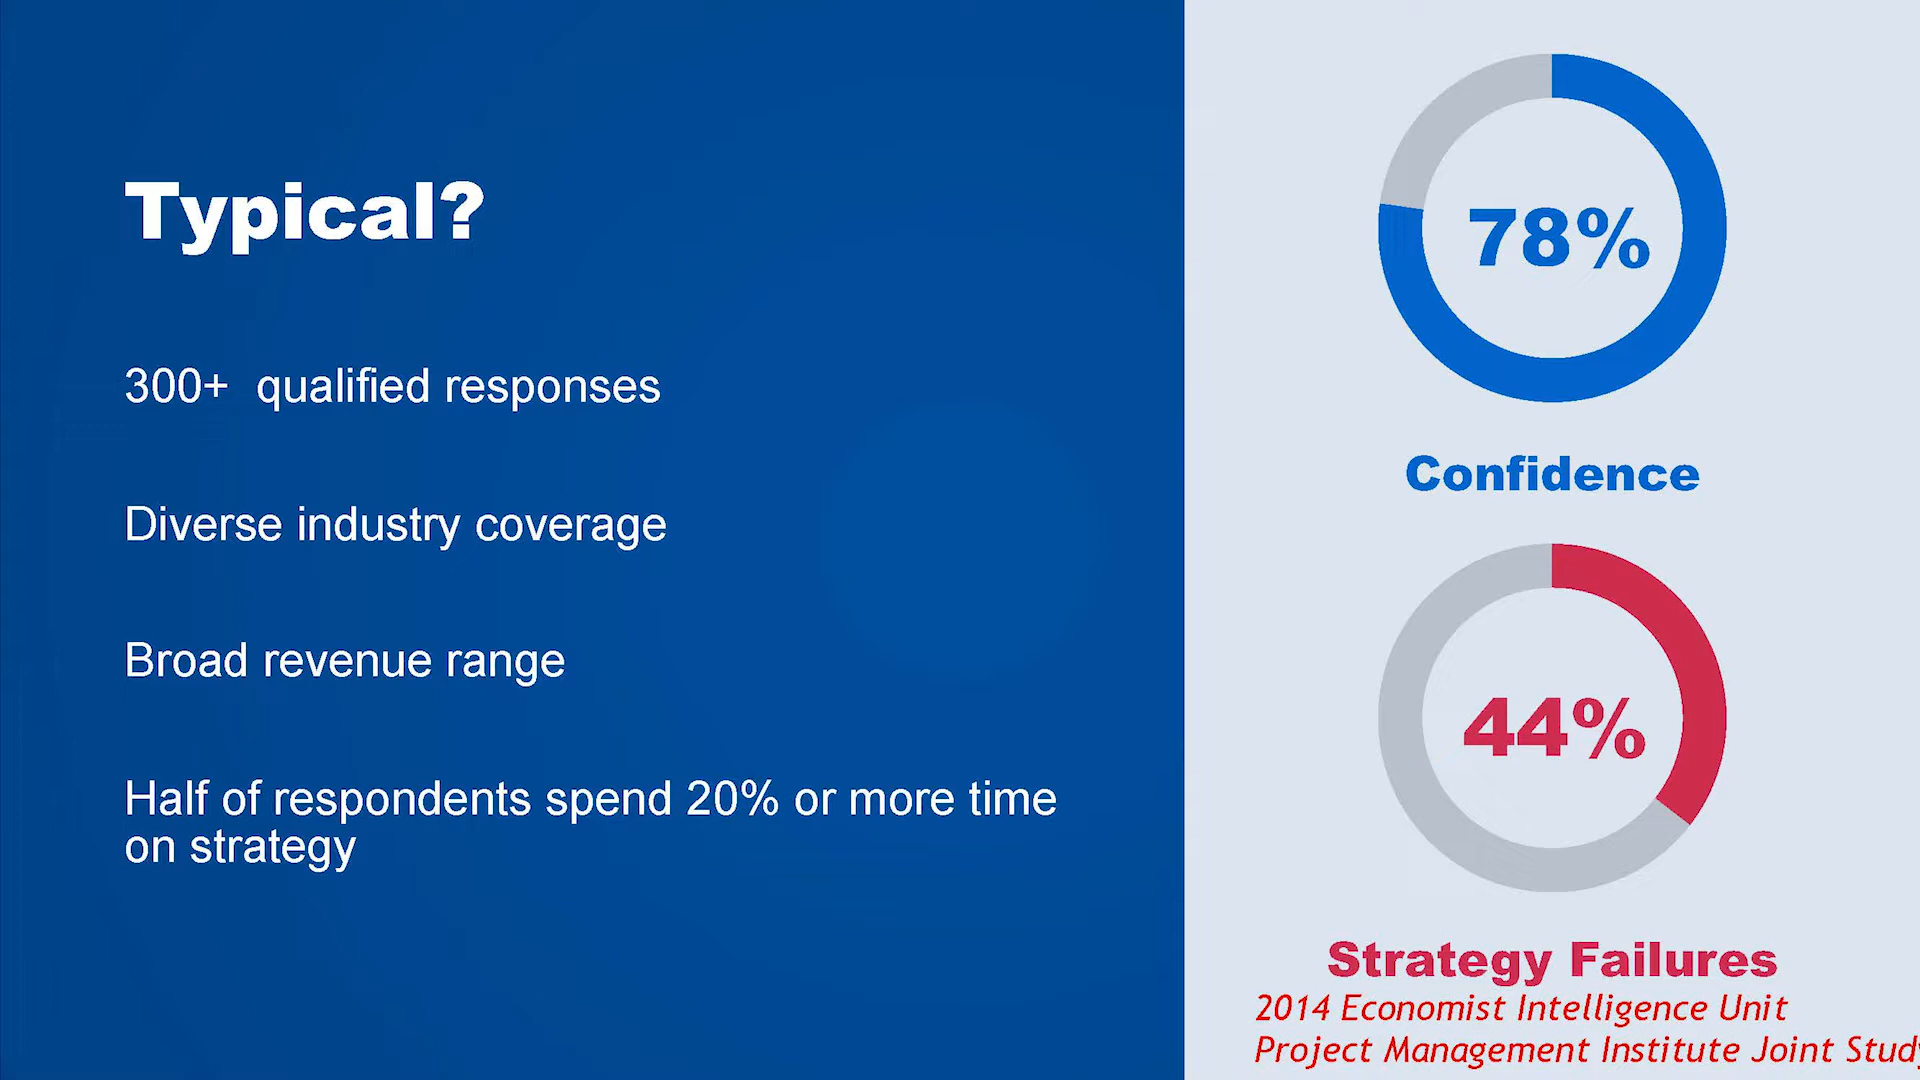 Typical?
300+  qualified responses
Diverse industry coverage
Broad revenue range
Half of respondents spend 20% or more time
on strategy
78%
Confidence
44%
Strategy Failures
2014 Economist Intelligence Unit
Project Management Institute Joint Study